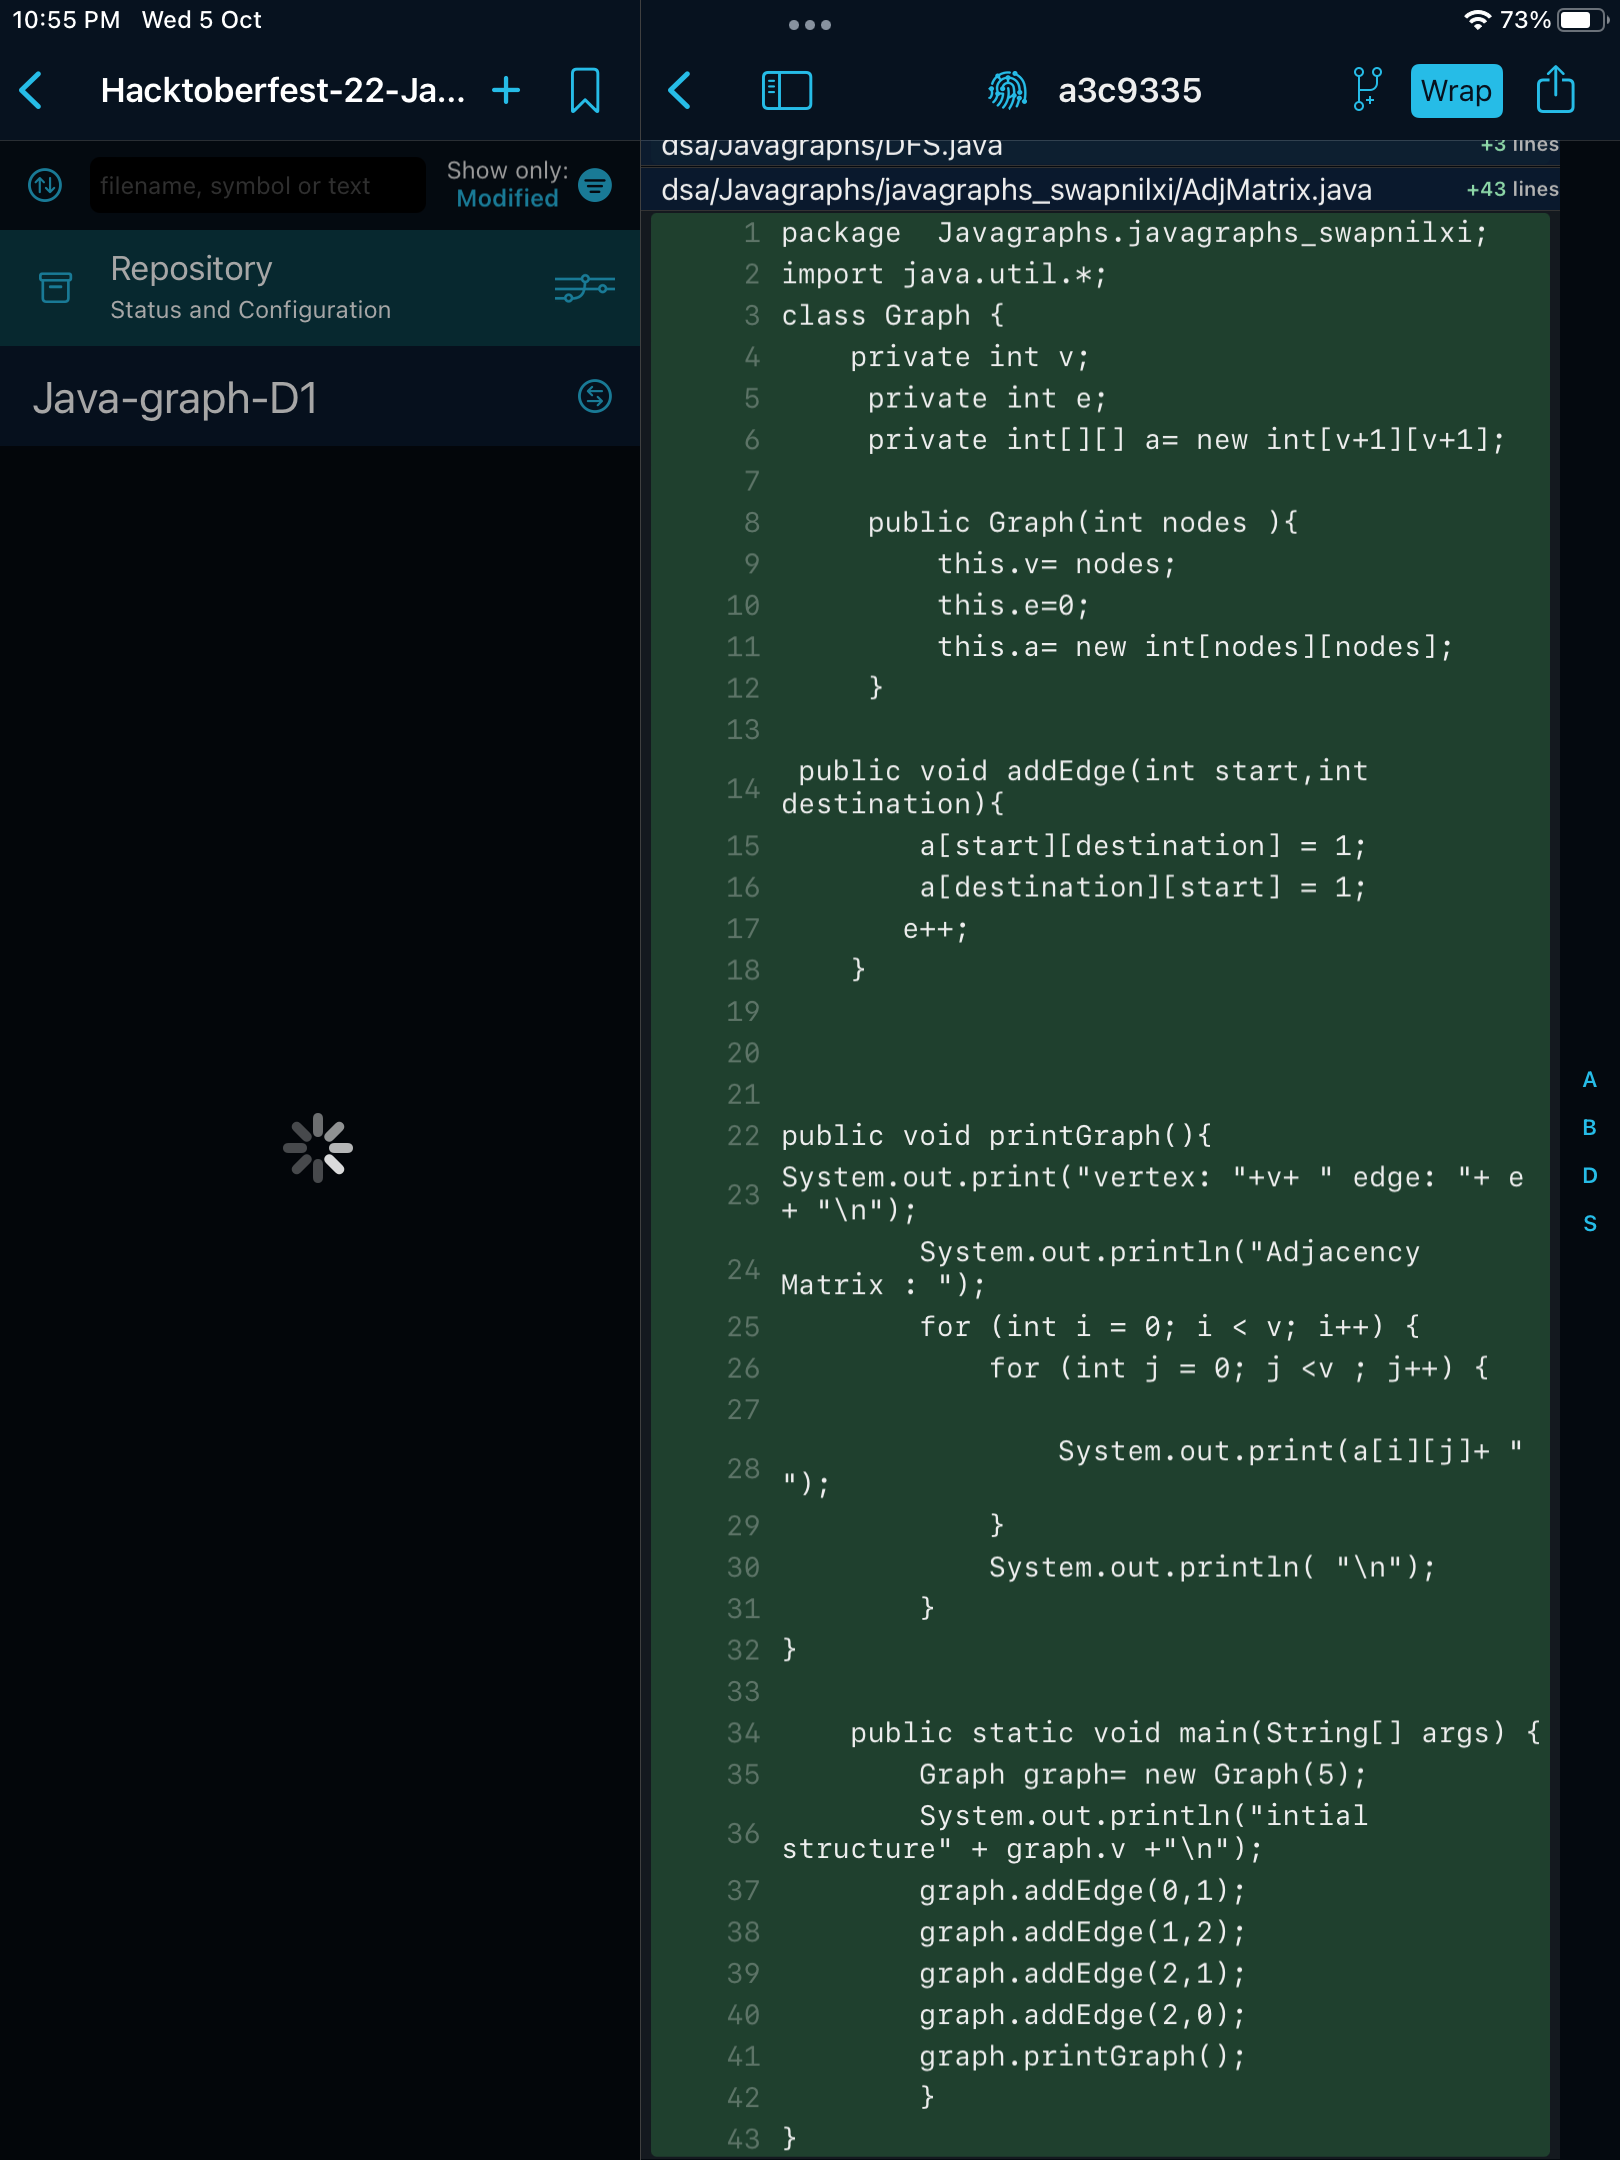 10:55 PM Wed 5 Oct
73%
Hacktoberfest-22-Ja...
a3c9335
Wrap
filename, symbol or text
Show only:
Modified
Repository
Status and Configuration
Java-graph-D1
dsa/Javagraphs/DFS.java +3 lines
dsa/Javagraphs/javagraphs_swapnilxi/AdjMatrix.java +43 lines
1 package  Javagraphs.javagraphs_swapnilxi;
2 import java.util.*;
3 class Graph {
4     private int v;
5      private int e;
6      private int[][] a= new int[v+1][v+1];
7
8      public Graph(int nodes ){
9          this.v= nodes;
10          this.e=0;
11          this.a= new int[nodes][nodes];
12      }
13
14  public void addEdge(int start,int
destination){
15         a[start][destination] = 1;
16         a[destination][start] = 1;
17        e++;
18     }
19
20
21
22 public void printGraph(){
23 System.out.print("vertex: "+v+ " edge: "+ e
+ "\n");
24         System.out.println("Adjacency
Matrix : ");
25         for (int i = 0; i < v; i++) {
26             for (int j = 0; j <v ; j++) {
27
28                 System.out.print(a[i][j]+ "
");
29             }
30             System.out.println( "\n");
31         }
32 }
33
34     public static void main(String[] args) {
35         Graph graph= new Graph(5);
36         System.out.println("intial
structure" + graph.v +"\n");
37         graph.addEdge(0,1);
38         graph.addEdge(1,2);
39         graph.addEdge(2,1);
40         graph.addEdge(2,0);
41         graph.printGraph();
42         }
43 }
A
B
D
S